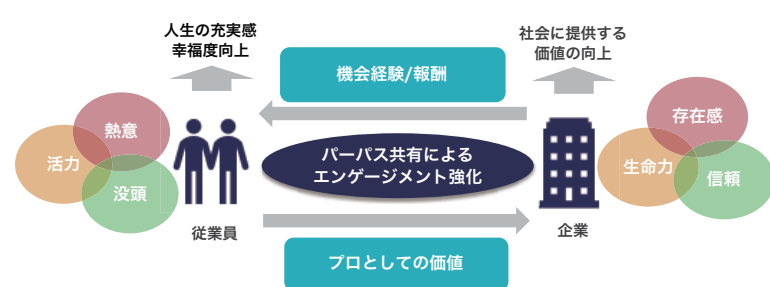 人生の充実感
幸福度向上
社会に提供する
価値の向上
機会経験/報酬
熱意
活力
没頭
パーパス共有による
エンゲージメント強化
存在感
生命力
信頼
従業員
企業
プロとしての価値